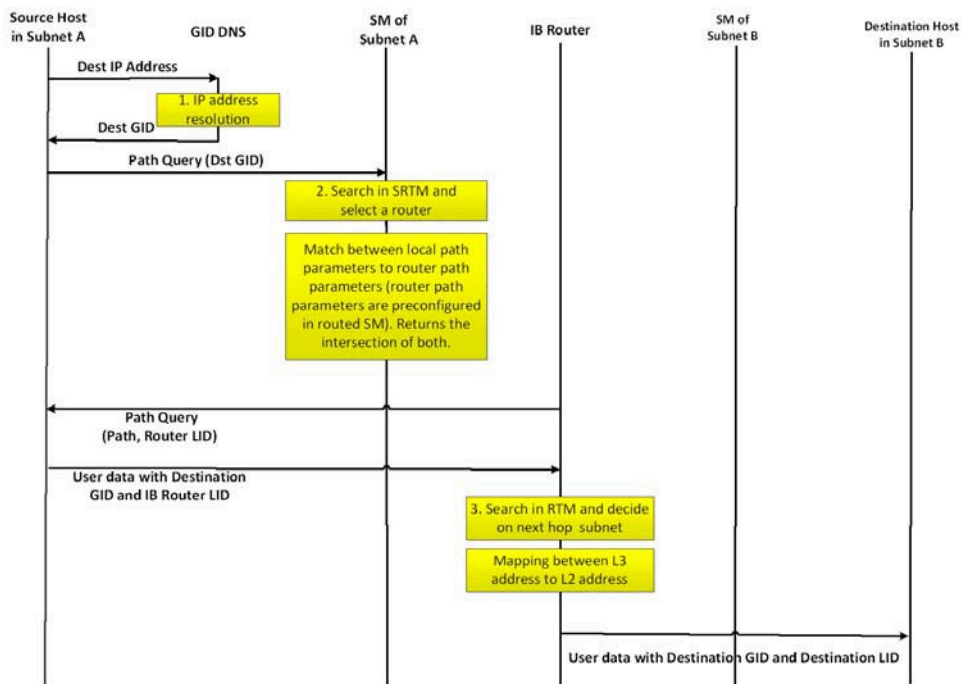 Source Host
in Subnet A
GID DNS
SM of
Subnet A
IB Router
SM of
Subnet B
Destination Host
in Subnet B
Dest IP Address
1. IP address
resolution
Dest GID
Path Query (Dst GID)
2. Search in SRTM and
select a router
Match between local path
parameters to router path
parameters (router path
parameters are preconfigured
in routed SM). Returns the
intersection of both.
Path Query
(Path, Router LID)
User data with Destination
GID and IB Router LID
3. Search in RTM and decide
on next hop subnet
Mapping between L3
address to L2 address
User data with Destination GID and Destination LID